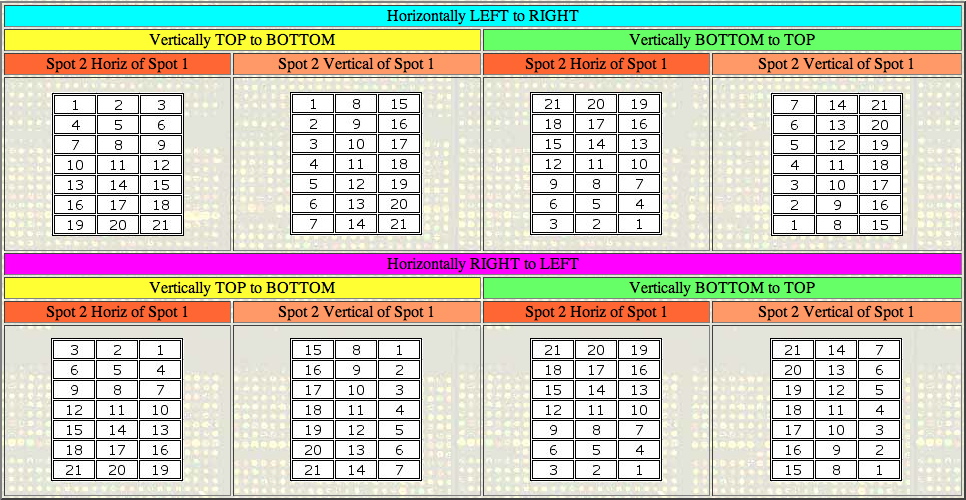 Horizontally LEFT to RIGHT
Vertically TOP to BOTTOM Vertically BOTTOM to TOP
Spot 2 Horiz of Spot 1 Spot 2 Vertical of Spot 1 Spot 2 Horiz of Spot 1 Spot 2 Vertical of Spot 1
1 2 3 1 8 15 21 20 19 7 14 21
4 5 6 2 9 16 18 17 16 6 13 20
7 8 9 3 10 17 15 14 13 5 12 19
10 11 12 4 11 18 12 11 10 4 11 18
13 14 15 5 12 19 9 8 7 3 10 17
16 17 18 6 13 20 6 5 4 2 9 16
19 20 21 7 14 21 3 2 1 1 8 15
Horizontally RIGHT to LEFT
Vertically TOP to BOTTOM Vertically BOTTOM to TOP
Spot 2 Horiz of Spot 1 Spot 2 Vertical of Spot 1 Spot 2 Horiz of Spot 1 Spot 2 Vertical of Spot 1
3 2 1 15 8 1 21 20 19 21 14 7
6 5 4 16 9 2 18 17 16 20 13 6
9 8 7 17 10 3 15 14 13 19 12 5
12 11 10 18 11 4 12 11 10 18 11 4
15 14 13 19 12 5 9 8 7 17 10 3
18 17 16 20 13 6 6 5 4 16 9 2
21 20 19 21 14 7 3 2 1 15 8 1